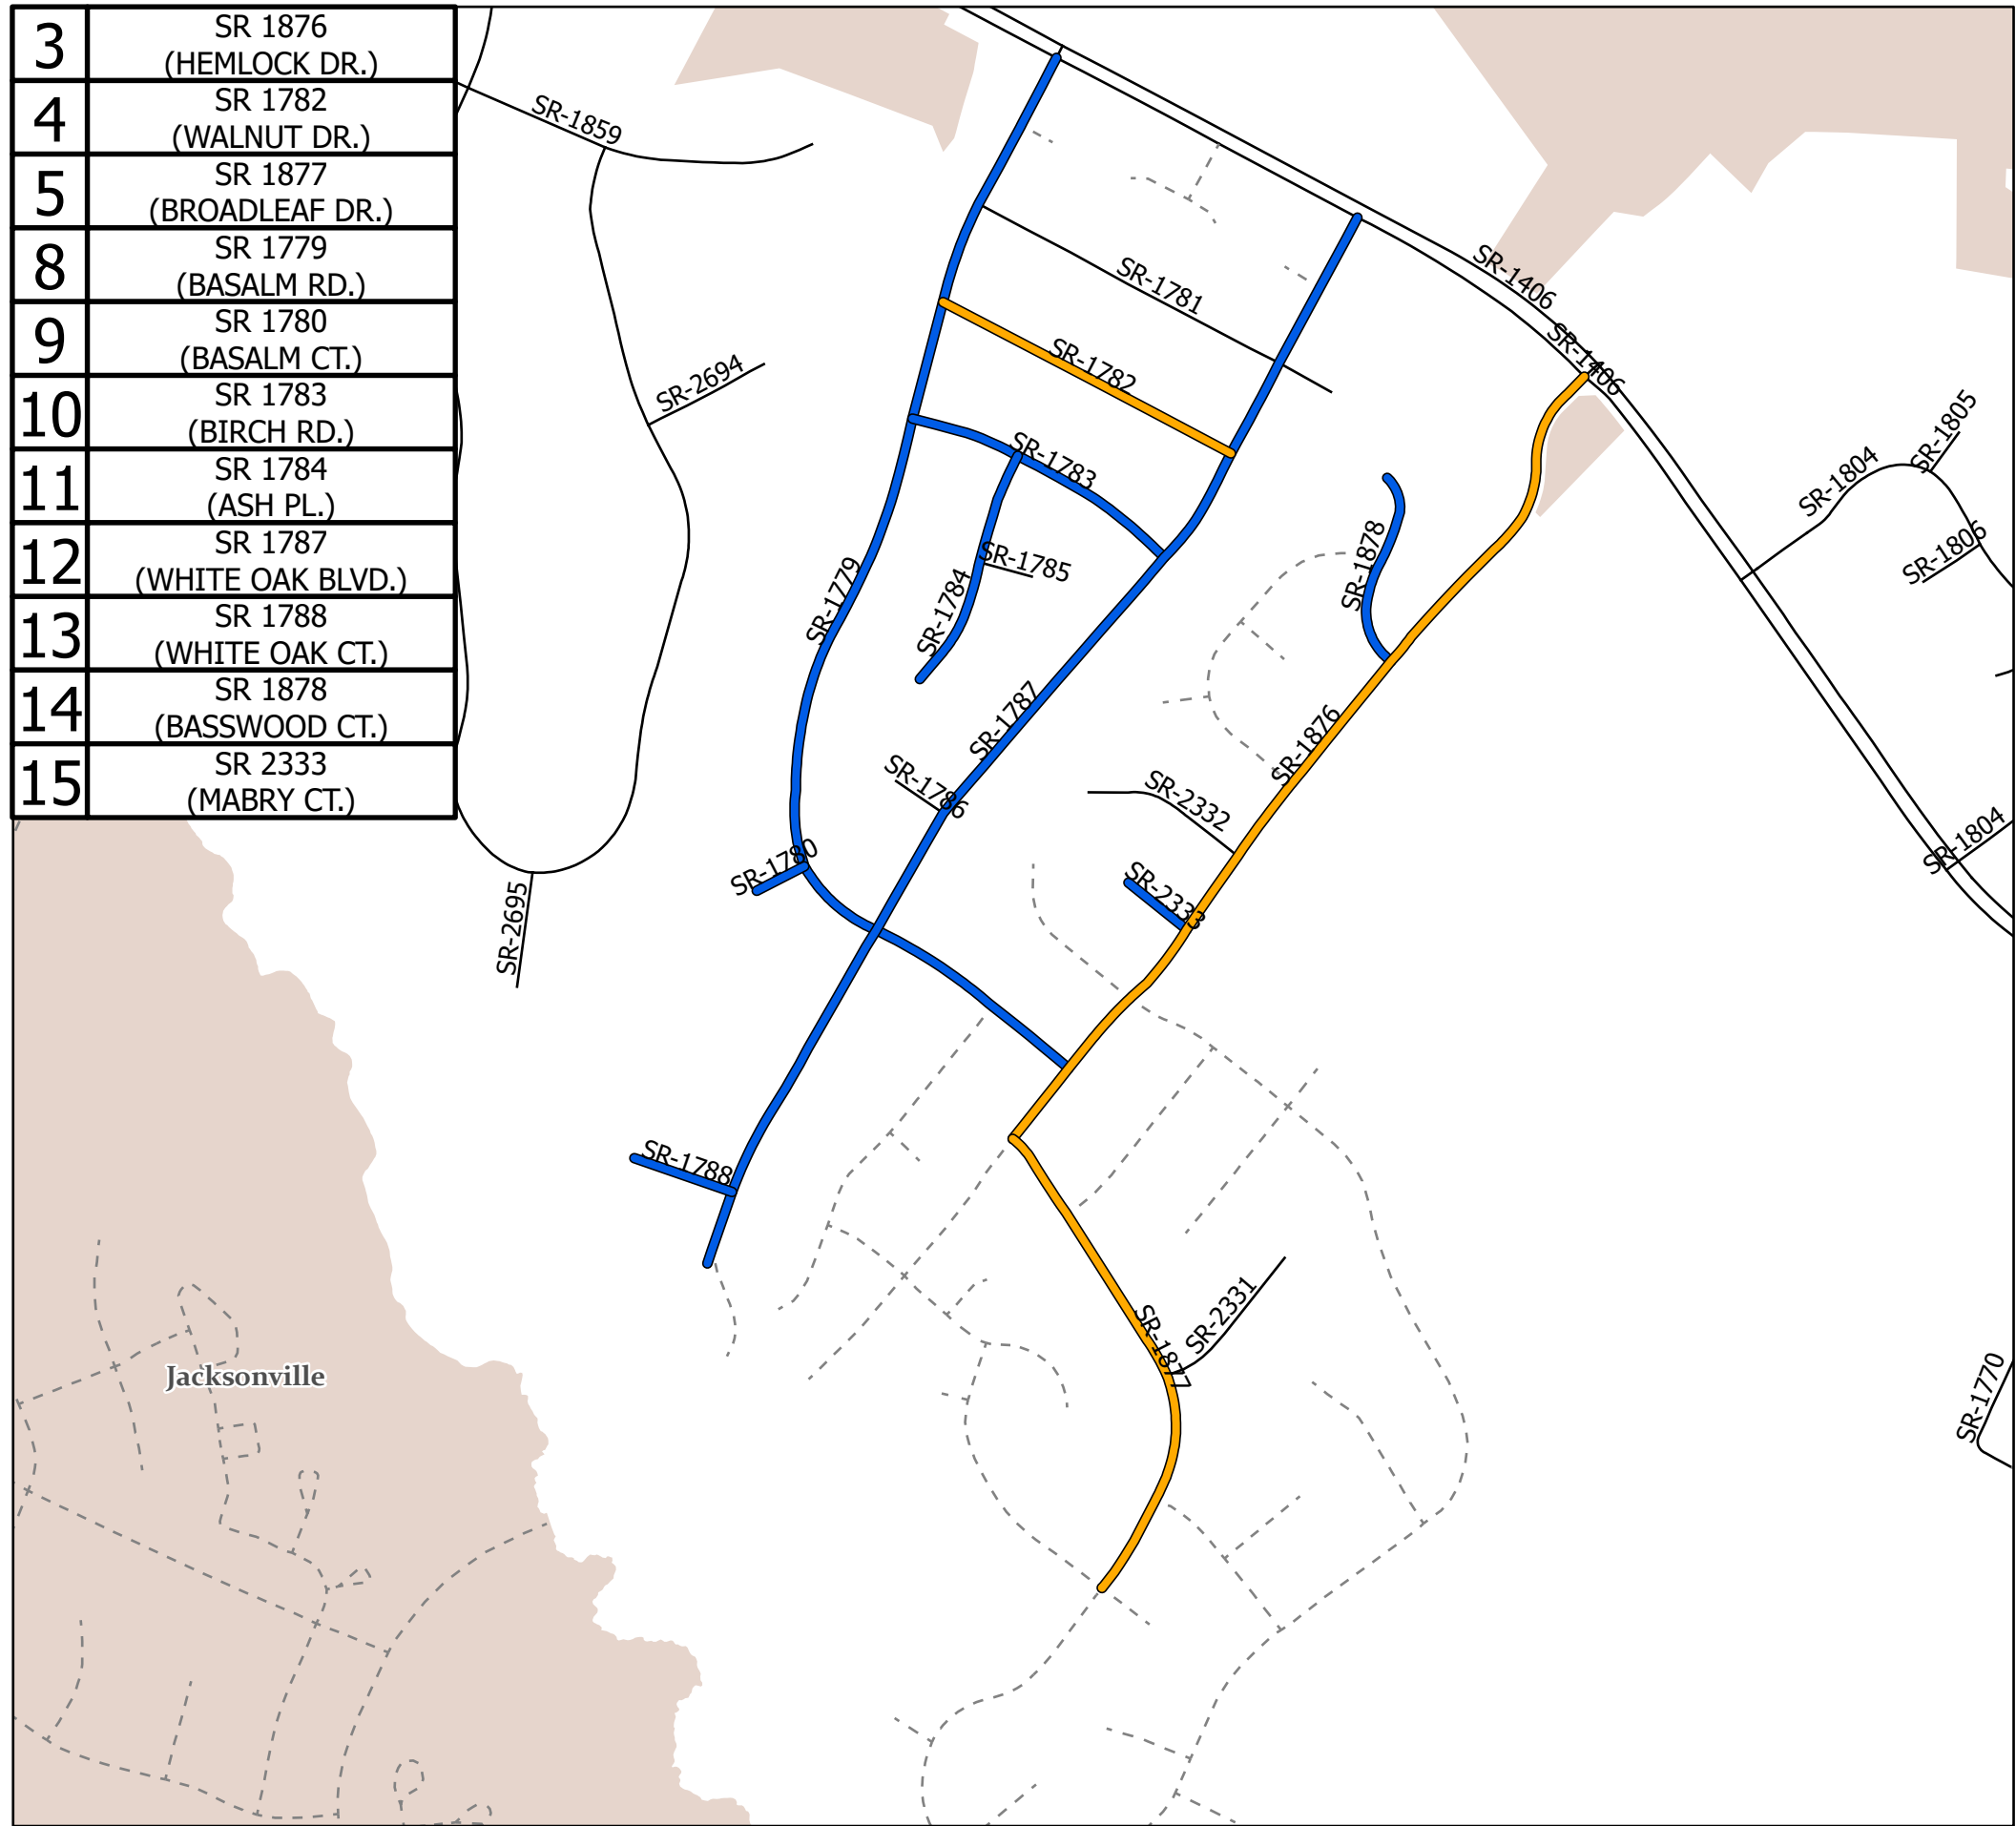 3
SR 1876
(HEMLOCK DR.)
4
SR 1782
(WALNUT DR.)
5
SR 1877
(BROADLEAF DR.)
8
SR 1779
(BASALM RD.)
9
SR 1780
(BASALM CT.)
10
SR 1783
(BIRCH RD.)
11
SR 1784
(ASH PL.)
12
SR 1787
(WHITE OAK BLVD.)
13
SR 1788
(WHITE OAK CT.)
14
SR 1878
(BASSWOOD CT.)
15
SR 2333
(MABRY CT.)
SR-1859
SR-1781
SR-1406
SR-1406
SR-1782
SR-2694
SR-1805
SR-1804
SR-1783
SR-1806
SR-1785
SR-1878
SR-1779
SR-1784
SR-1787
SR-1876
SR-1786
SR-2332
SR-1804
SR-1780
SR-2333
SR-2695
SR-1788
SR-2331
SR-1877
Jacksonville
SR-1770